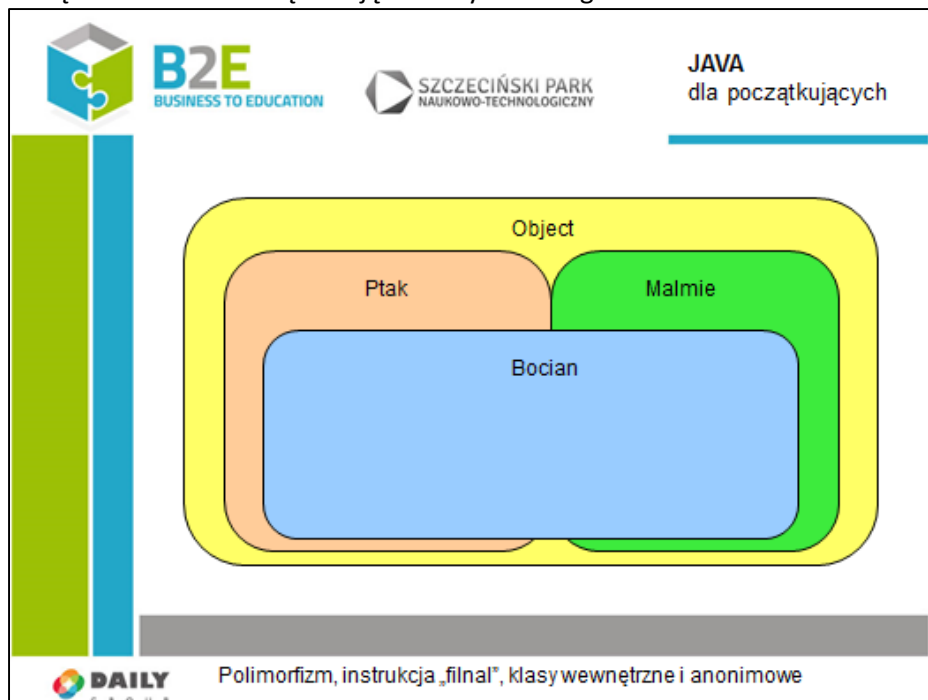 B2E
BUSINESS TO EDUCATION
SZCZECIŃSKI PARK
NAUKOWO-TECHNOLOGICZNY
JAVA
dla początkujących
Object
Ptak
Malmie
Bocian
DAILY
Polimorfizm, instrukcja „filnal”, klasy wewnętrzne i anonimowe